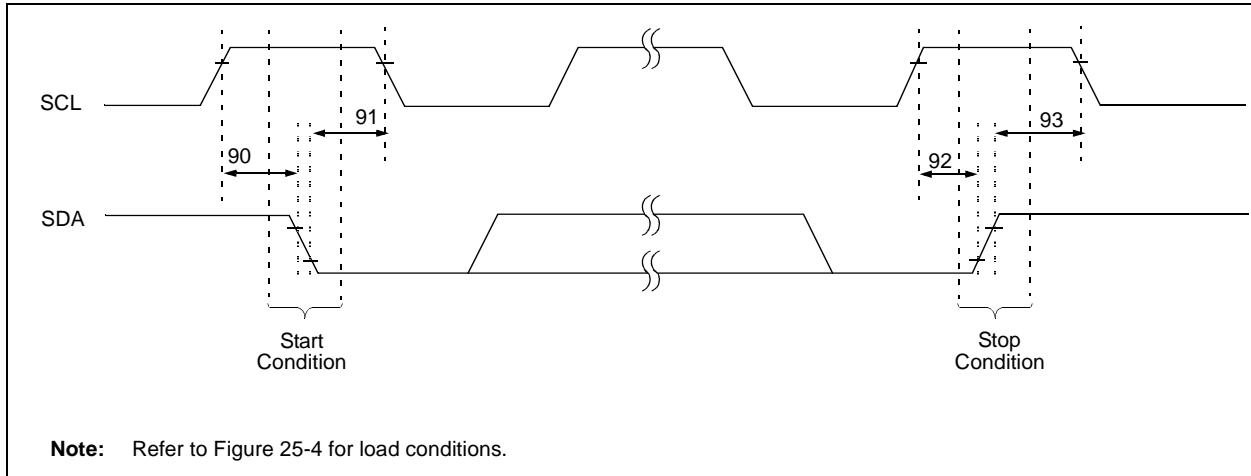 SCL
91
93
90
92
SDA
Start
Condition
Stop
Condition
Note: Refer to Figure 25-4 for load conditions.